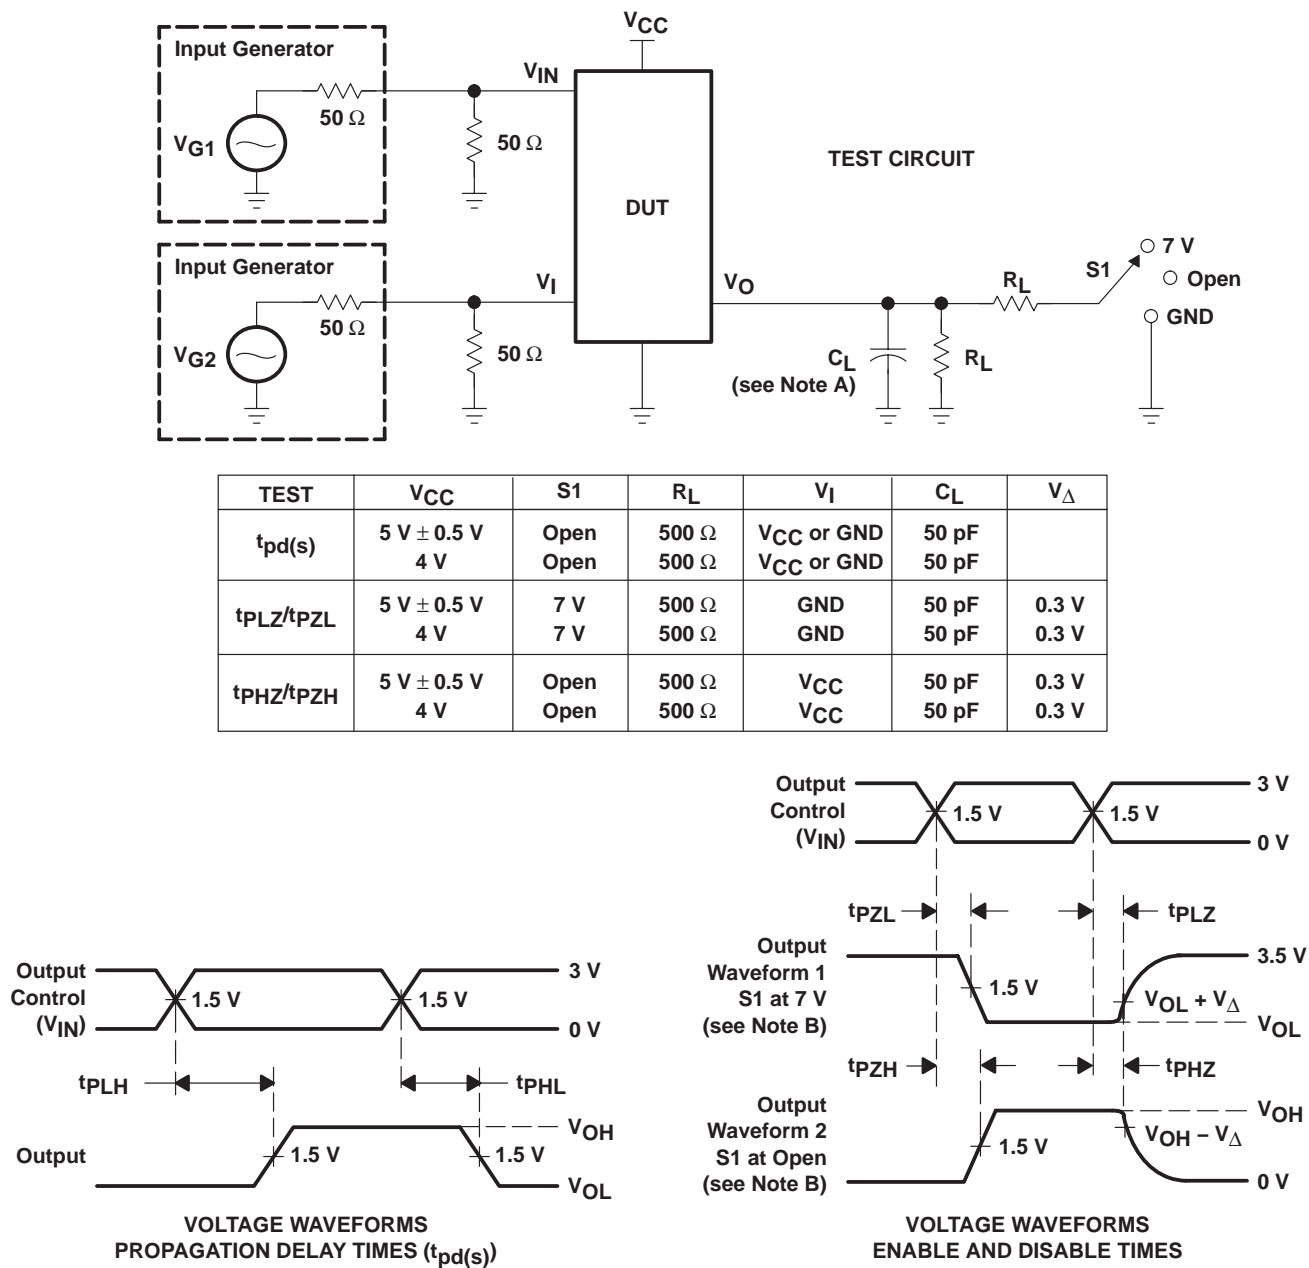 VCC
Input Generator
VIN
50 Ω
VG1
50 Ω
TEST CIRCUIT
DUT
Input Generator
VI
VO
50 Ω
VG2
50 Ω
CL
(see Note A)
RL
RL
S1
7 V
Open
GND
TEST VCC S1 RL VI CL VΔ
tpd(s) 5 V ± 0.5 V Open 500 Ω VCC or GND 50 pF
4 V Open 500 Ω VCC or GND 50 pF
tPLZ/tPZL 5 V ± 0.5 V 7 V 500 Ω GND 50 pF 0.3 V
4 V 7 V 500 Ω GND 50 pF 0.3 V
tPHZ/tPZH 5 V ± 0.5 V Open 500 Ω VCC 50 pF 0.3 V
4 V Open 500 Ω VCC 50 pF 0.3 V
Output
Control
(VIN)
1.5 V
1.5 V
3 V
0 V
tPLH
tPHL
Output
1.5 V
1.5 V
VOH
VOL
VOLTAGE WAVEFORMS
PROPAGATION DELAY TIMES (tpd(s))
Output
Control
(VIN)
1.5 V
1.5 V
3 V
0 V
tPZL
tPLZ
Output
Waveform 1
S1 at 7 V
(see Note B)
1.5 V
3.5 V
VOL + VΔ
VOL
tPZH
tPHZ
Output
Waveform 2
S1 at Open
(see Note B)
1.5 V
VOH
VOH − VΔ
0 V
VOLTAGE WAVEFORMS
ENABLE AND DISABLE TIMES